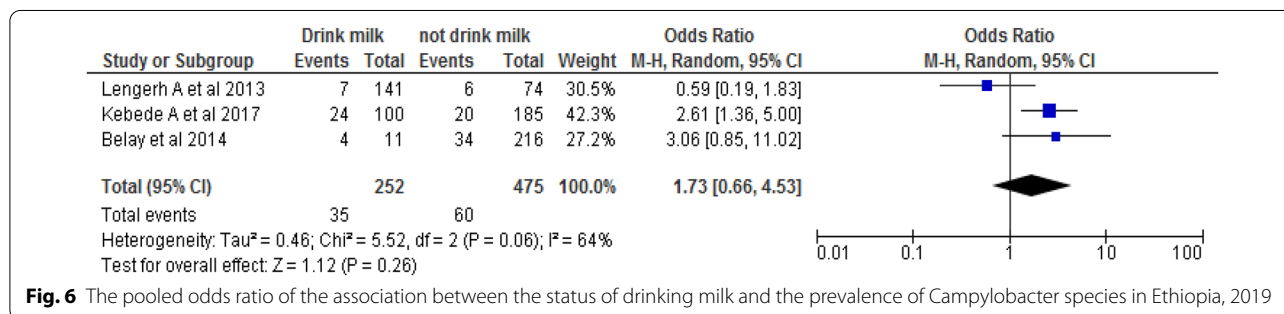 Drink milk not drink milk Odds Ratio Odds Ratio
Study or Subgroup Events Total Events Total Weight M-H, Random, 95% CI M-H, Random, 95% CI
Lengerh A et al 2013 7 141 6 74 30.5% 0.59 [0.19, 1.83]
Kebede A et al 2017 24 100 20 185 42.3% 2.61 [1.36, 5.00]
Belay et al 2014 4 11 34 216 27.2% 3.06 [0.85, 11.02]
Total (95% CI) 252 475 100.0% 1.73 [0.66, 4.53]
Total events 35 60
Heterogeneity: Tau² = 0.46; Chi² = 5.52, df = 2 (P = 0.06); I² = 64%
Test for overall effect: Z = 1.12 (P = 0.26)
0.01 0.1 1 10 100
Fig. 6 The pooled odds ratio of the association between the status of drinking milk and the prevalence of Campylobacter species in Ethiopia, 2019